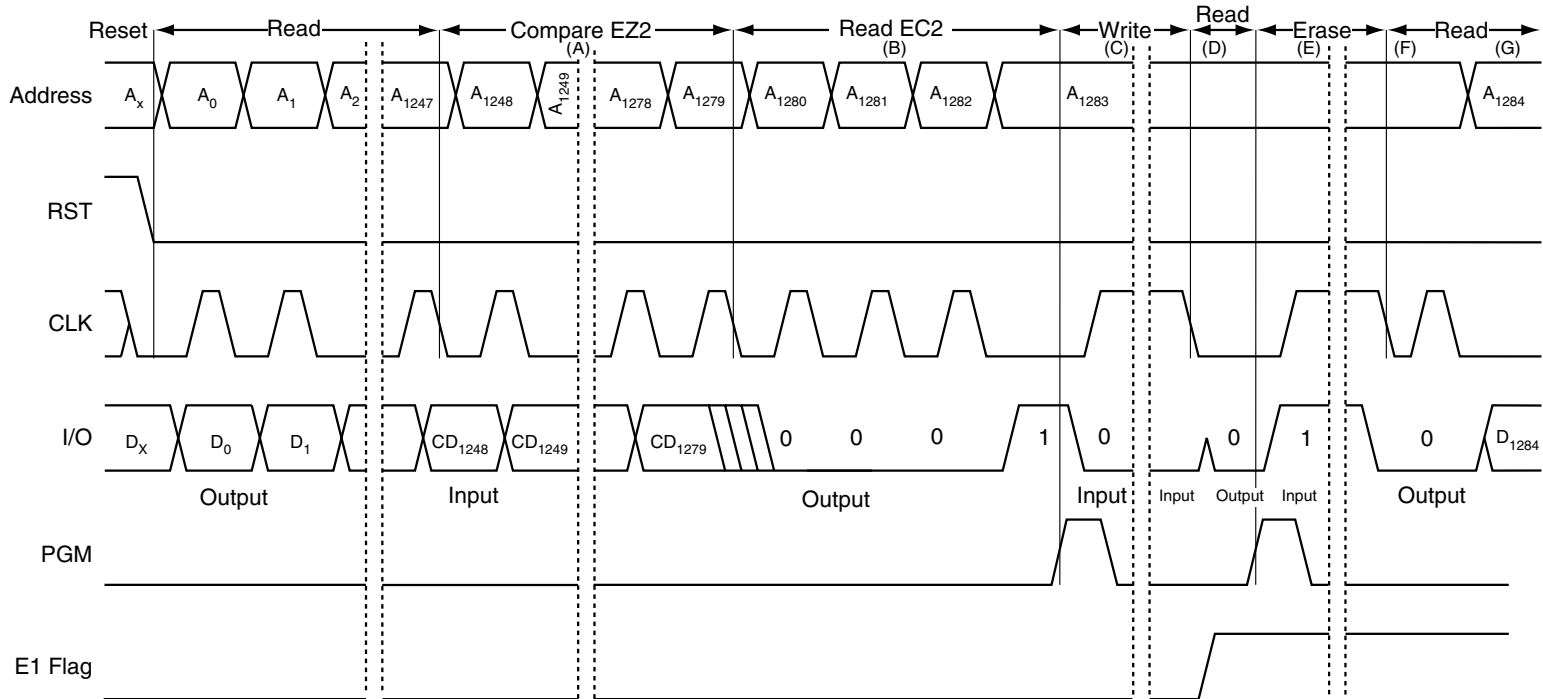 Reset Read Compare EZ2 Read EC2 Write Read Erase Read
(A) (B) (C) (D) (E) (F) (G)
Address Ax A0 A1 A2 A1247 A1248 A1249 A1278 A1279 A1280 A1281 A1282 A1283 A1284
RST
CLK
I/O DX D0 D1 CD1248 CD1249 CD1279 0 0 0 1 0 0 1 0 D1284
Output Input Output Input Input Output Input Output
PGM
E1 Flag